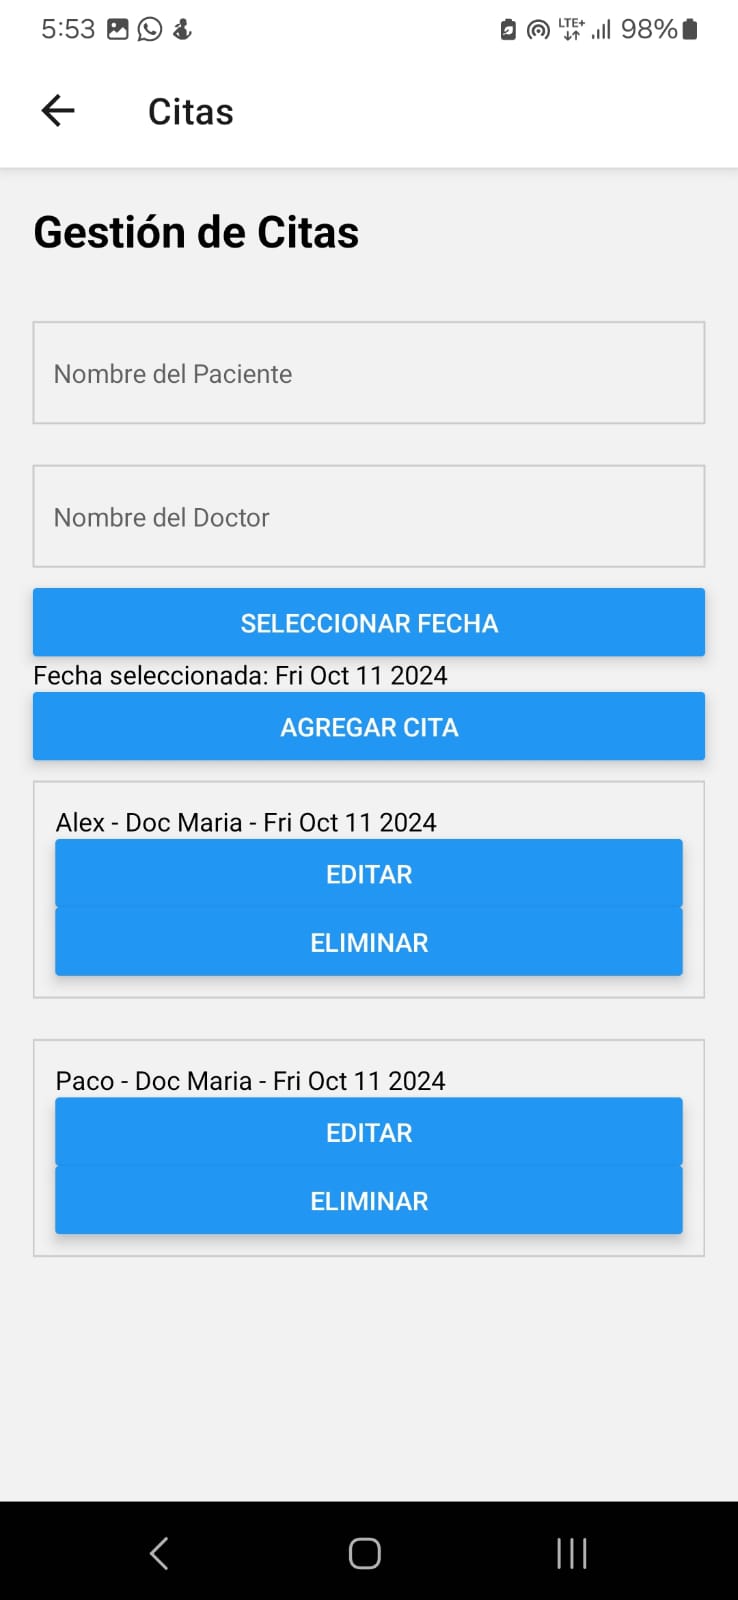 5:53 LTE+ 98%
Citas
Gestión de Citas
Nombre del Paciente
Nombre del Doctor
SELECCIONAR FECHA
Fecha seleccionada: Fri Oct 11 2024
AGREGAR CITA
Alex - Doc Maria - Fri Oct 11 2024
EDITAR
ELIMINAR
Paco - Doc Maria - Fri Oct 11 2024
EDITAR
ELIMINAR